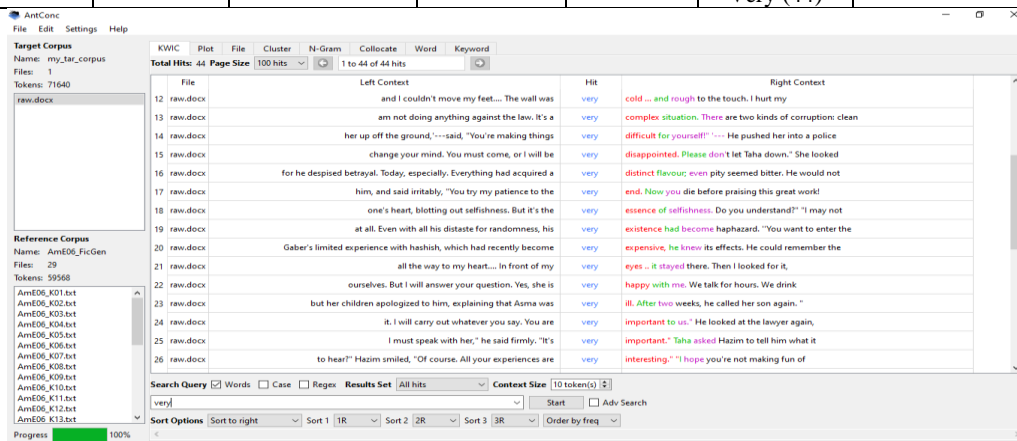 very (44)
AntConc
File Edit Settings Help
Target Corpus
Name: my_tar_corpus
Files: 1
Tokens: 71640
raw.docx
Reference Corpus
Name: AmE06_FicGen
Files: 29
Tokens: 59568
AmE06_K01.txt
AmE06_K02.txt
AmE06_K03.txt
AmE06_K04.txt
AmE06_K05.txt
AmE06_K06.txt
AmE06_K07.txt
AmE06_K08.txt
AmE06_K09.txt
AmE06_K10.txt
AmE06_K11.txt
AmE06_K12.txt
AmE06_K13.txt
Progress 100%
KWIC Plot File Cluster N-Gram Collocate Word Keyword
Total Hits: 44 Page Size 100 hits 1 to 44 of 44 hits
File Left Context Hit Right Context
12 raw.docx and I couldn't move my feet.... The wall was very cold ... and rough to the touch. I hurt my
13 raw.docx am not doing anything against the law. It's a very complex situation. There are two kinds of corruption: clean
14 raw.docx her up off the ground,'---said, "You're making things very difficult for yourself!" '--- He pushed her into a police
15 raw.docx change your mind. You must come, or I will be very disappointed. Please don't let Taha down." She looked
16 raw.docx for he despised betrayal. Today, especially. Everything had acquired a very distinct flavour; even pity seemed bitter. He would not
17 raw.docx him, and said irritably, "You try my patience to the very end. Now you die before praising this great work!
18 raw.docx one's heart, blotting out selfishness. But it's the very essence of selfishness. Do you understand?" "I may not
19 raw.docx at all. Even with all his distaste for randomness, his very existence had become haphazard. "You want to enter the
20 raw.docx Gaber's limited experience with hashish, which had recently become very expensive, he knew its effects. He could remember the
21 raw.docx all the way to my heart.... In front of my very eyes .. it stayed there. Then I looked for it,
22 raw.docx ourselves. But I will answer your question. Yes, she is very happy with me. We talk for hours. We drink
23 raw.docx but her children apologized to him, explaining that Asma was very ill. After two weeks, he called her son again. "
24 raw.docx it. I will carry out whatever you say. You are very important to us." He looked at the lawyer again,
25 raw.docx I must speak with her," he said firmly. "It's very important." Taha asked Hazim to tell him what it
26 raw.docx to hear?" Hazim smiled, "Of course. All your experiences are very interesting." "I hope you're not making fun of
Search Query Words Case Regex Results Set All hits Context Size 10 token(s)
very Start Adv Search
Sort Options Sort to right Sort 1 1R Sort 2 2R Sort 3 3R Order by freq